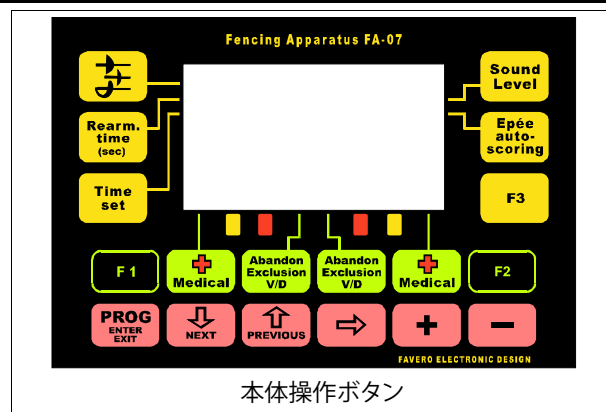 Fencing Apparatus FA-07
Sound
Level
Rearm.
time
(sec)
Epée
auto-
scoring
Time
set
F3
F 1
Medical
Abandon
Exclusion
V/D
Abandon
Exclusion
V/D
Medical
F2
PROG
ENTER
EXIT
NEXT
PREVIOUS
+
−
FAVERO ELECTRONIC DESIGN
本体操作ボタン